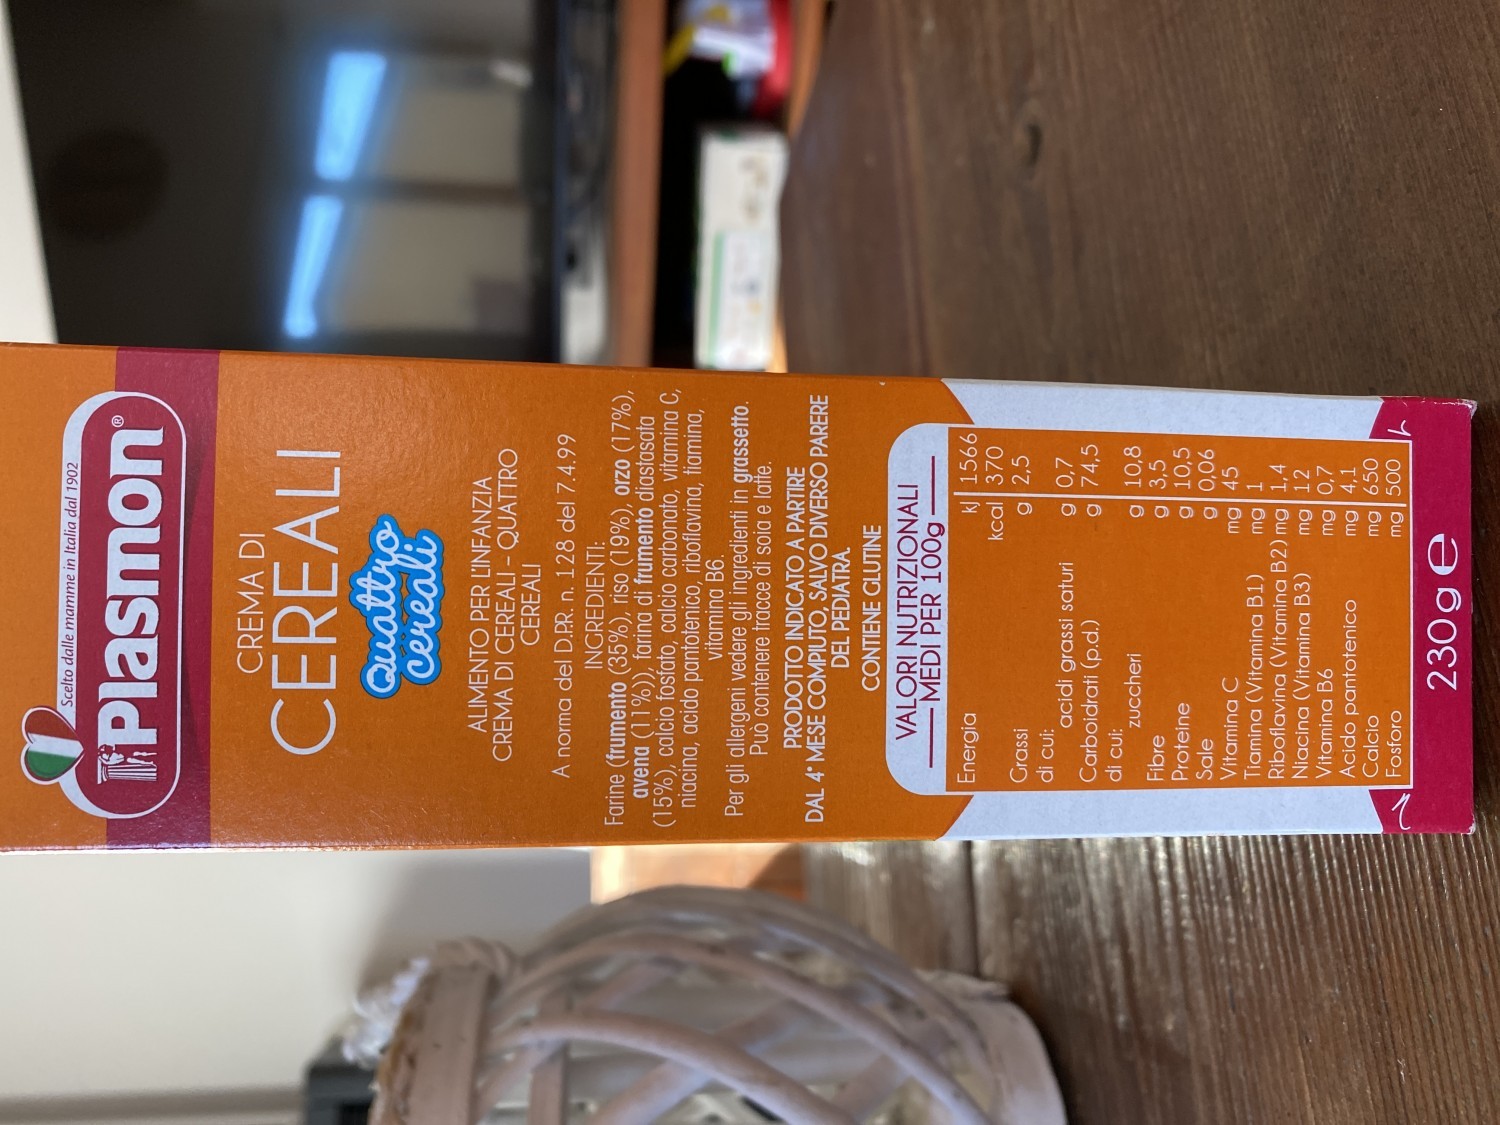 Scelto dalle mamme in Italia dal 1902
Plasmon®
CREMA DI
CEREALI
Quattro
cereali
ALIMENTO PER L'INFANZIA
CREMA DI CEREALI - QUATTRO
CEREALI
A norma del D.P.R. n. 128 del 7.4.99
INGREDIENTI:
Farine (frumento (35%), riso (19%), orzo (17%),
avena (11%)), farina di frumento diastasata
(15%), calcio fosfato, calcio carbonato, vitamina C,
niacina, acido pantotenico, riboflavina, tiamina,
vitamina B6.
Per gli allergeni vedere gli ingredienti in grassetto.
Può contenere tracce di soia e latte.
PRODOTTO INDICATO A PARTIRE
DAL 4° MESE COMPIUTO, SALVO DIVERSO PARERE
DEL PEDIATRA.
CONTIENE GLUTINE
VALORI NUTRIZIONALI
MEDI PER 100g
Energia kJ 1566
kcal 370
Grassi g 2,5
di cui:
acidi grassi saturi g 0,7
Carboidrati (p.d.) g 74,5
di cui:
zuccheri g 10,8
Fibre g 3,5
Proteine g 10,5
Sale g 0,06
Vitamina C mg 45
Tiamina (Vitamina B1) mg 1
Riboflavina (Vitamina B2) mg 1,4
Niacina (Vitamina B3) mg 12
Vitamina B6 mg 0,7
Acido pantotenico mg 4,1
Calcio mg 650
Fosforo mg 500
230g e